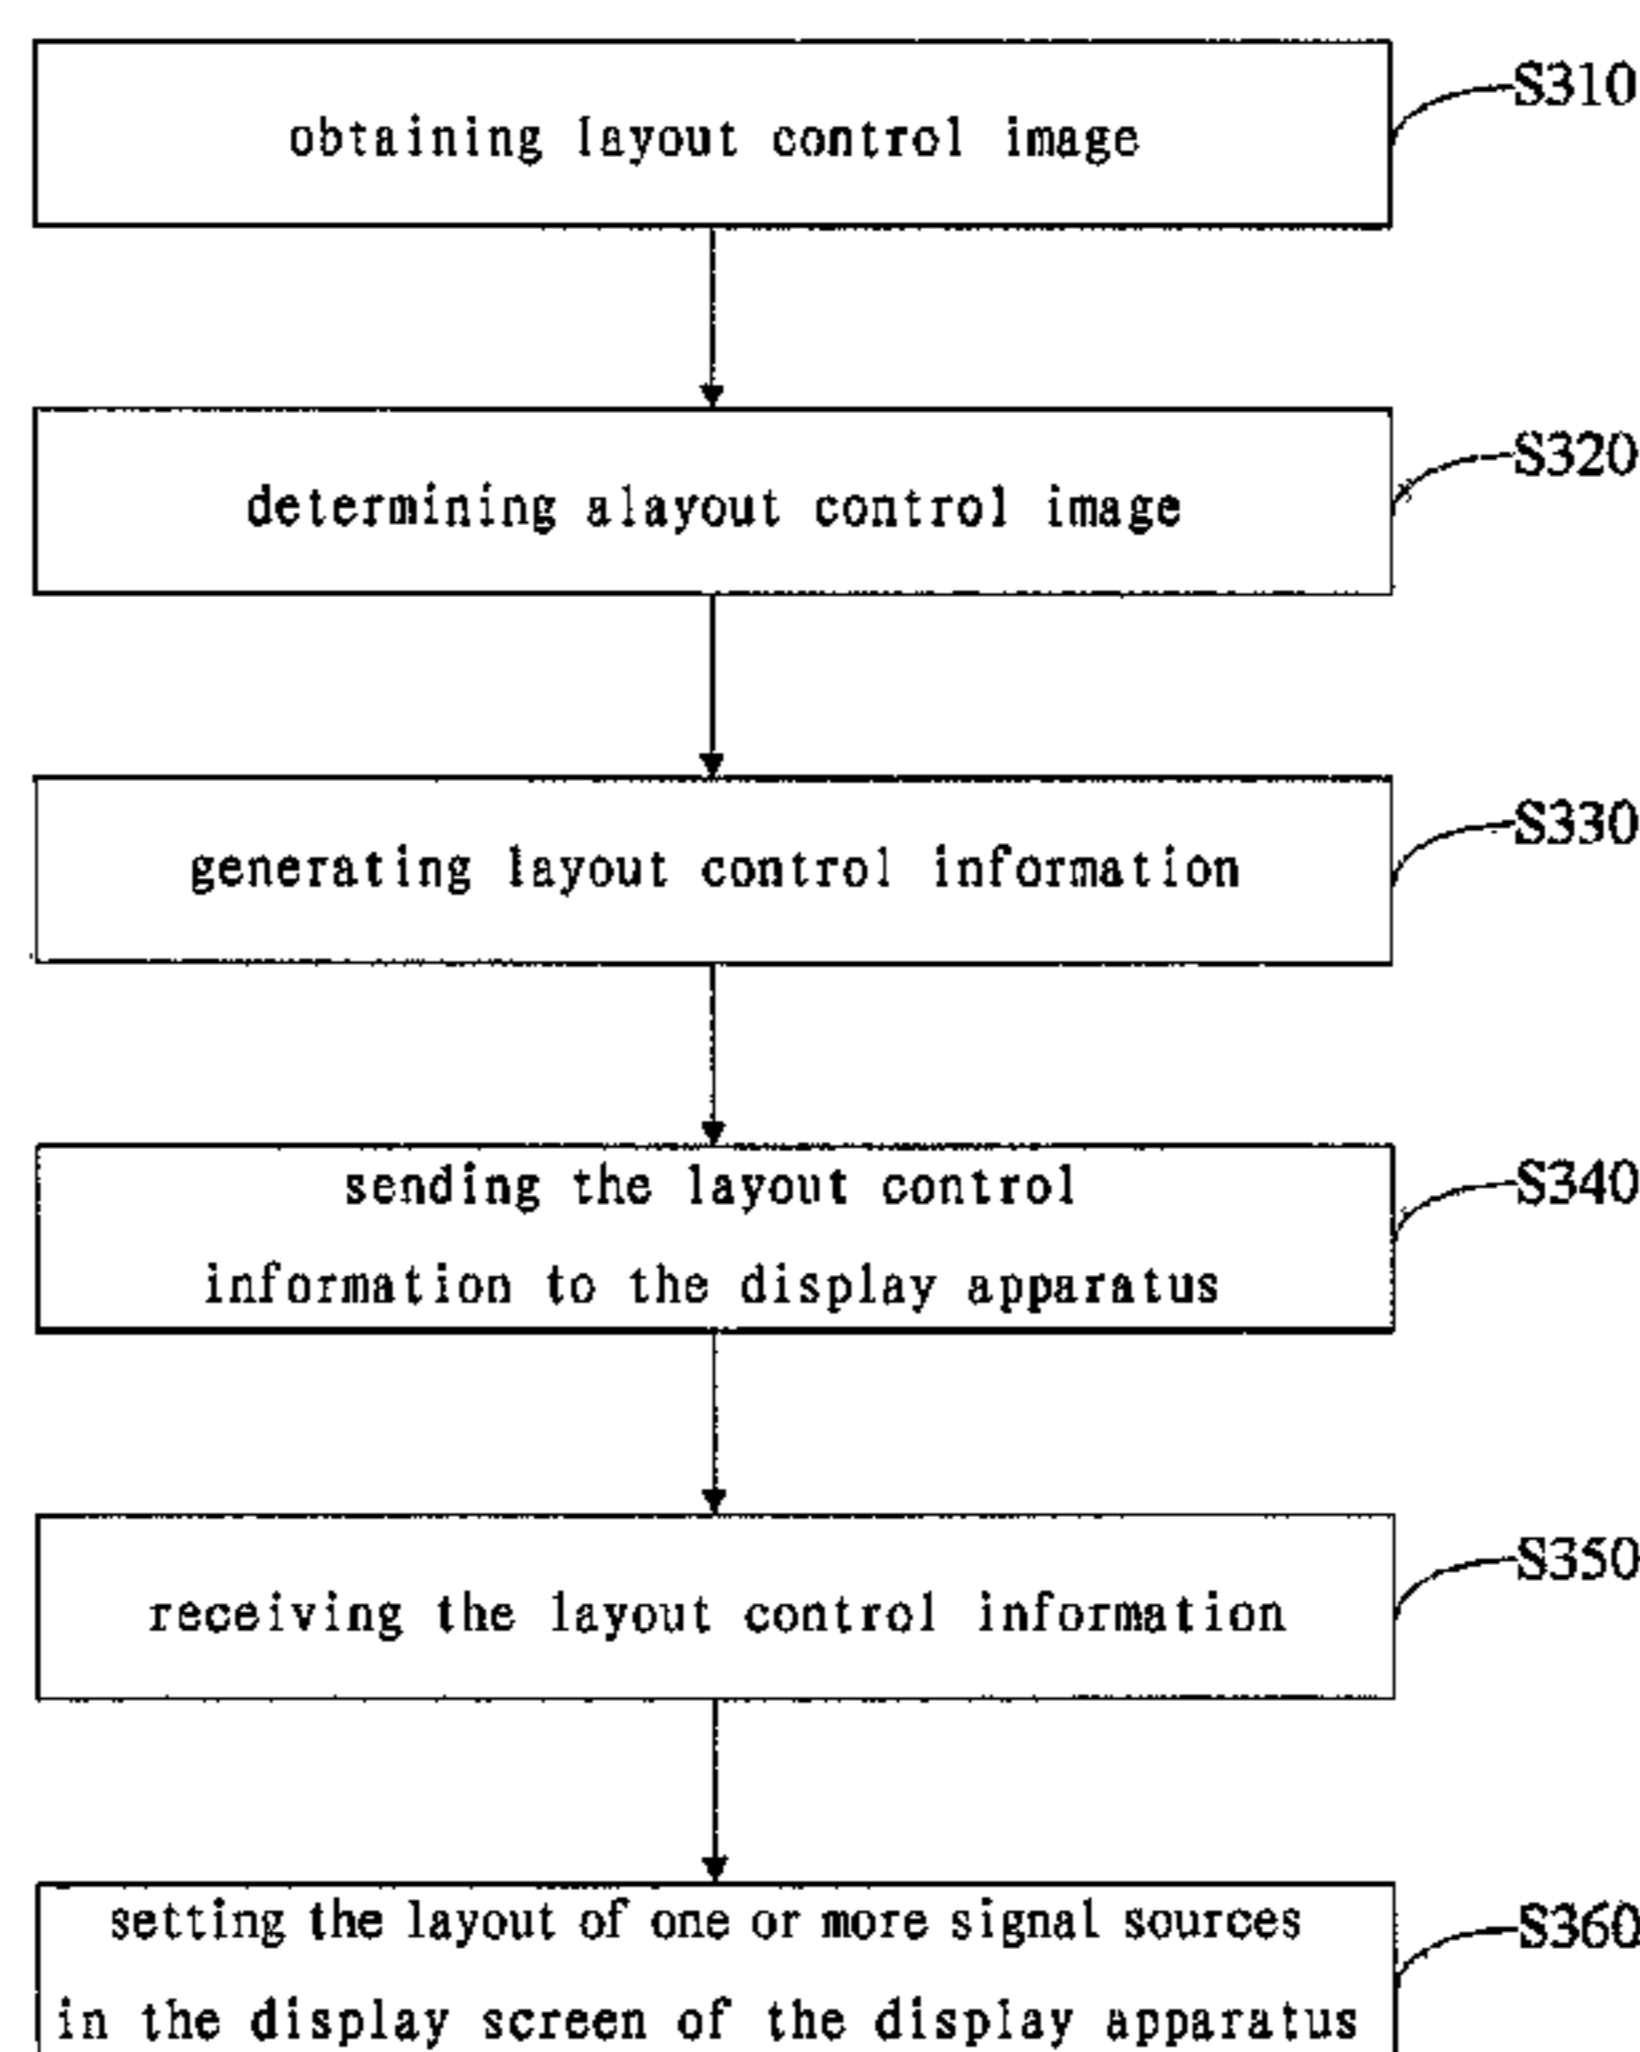 obtaining layout control image
S310
determining alayout control image
S320
generating layout control information
S330
sending the layout control
information to the display apparatus
S340
receiving the layout control information
S350
setting the layout of one or more signal sources
in the display screen of the display apparatus
S360